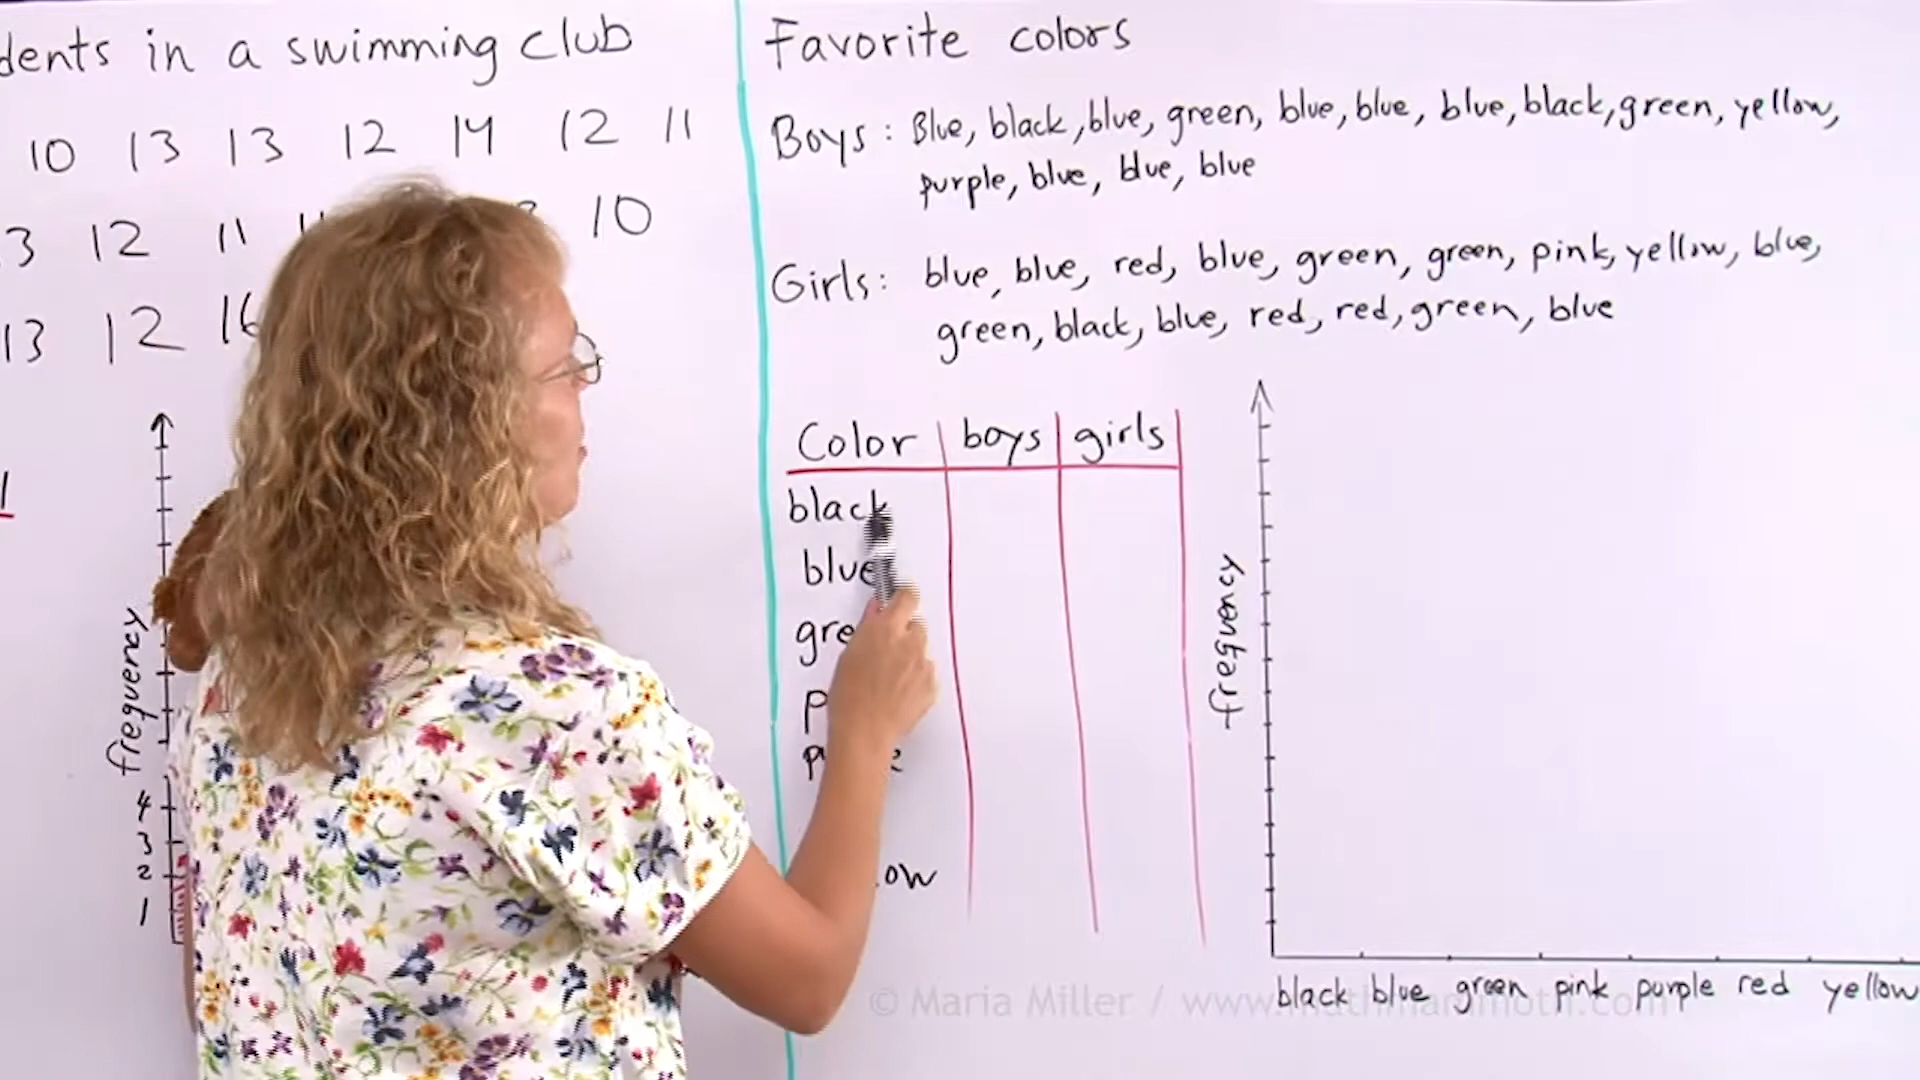 dents in a swimming club
10 13 13 12 14 12 11
3 12 11 10
13 12 16
frequency
4
3
2
1
Favorite colors
Boys: Blue, black, blue, green, blue, blue, blue, black, green, yellow,
purple, blue, blue, blue
Girls: blue, blue, red, blue, green, green, pink, yellow, blue,
green, black, blue, red, red, green, blue
Color boys girls
black
blue
gre
p
ow
frequency
black blue green pink purple red yellow
© Maria Miller / www.mathmammoth.com